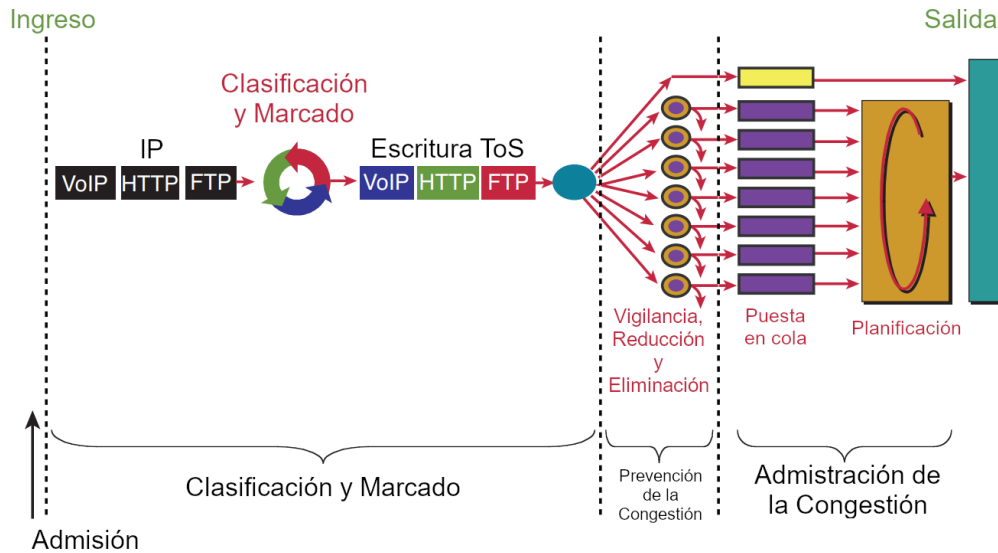 Ingreso
Salida
Clasificación
y Marcado
IP
Escritura ToS
VoIP
HTTP
FTP
VoIP
HTTP
FTP
Vigilancia,
Reducción
y
Eliminación
Puesta
en cola
Planificación
Clasificación y Marcado
Prevención
de la
Congestión
Admistración de
la Congestión
Admisión